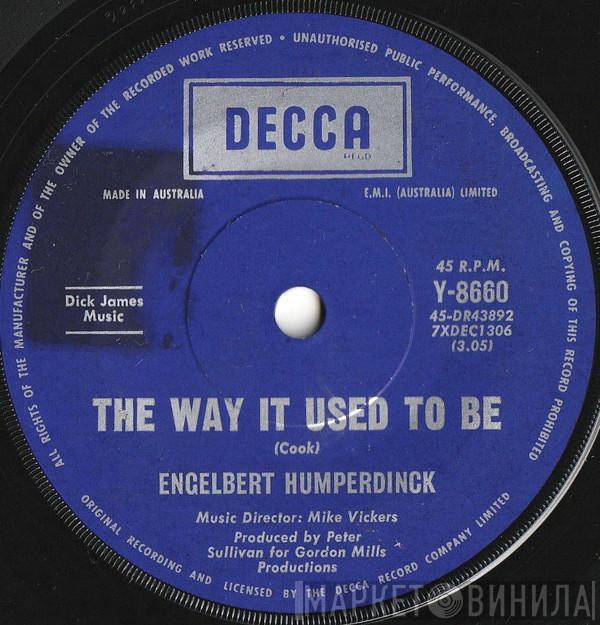 ALL RIGHTS OF THE MANUFACTURER AND OF THE OWNER OF THE RECORDED WORK RESERVED • UNAUTHORISED PUBLIC PERFORMANCE, BROADCASTING AND COPYING OF THIS RECORD PROHIBITED
DECCA
REGD
MADE IN AUSTRALIA
E.M.I. (AUSTRALIA) LIMITED
45 R.P.M.
Y-8660
45-DR43892
7XDEC1306
(3.05)
Dick James
Music
THE WAY IT USED TO BE
(Cook)
ENGELBERT HUMPERDINCK
Music Director: Mike Vickers
Produced by Peter
Sullivan for Gordon Mills
Productions
ORIGINAL RECORDING AND LICENSED BY THE DECCA RECORD COMPANY LIMITED
МАРКЕТ ВИНИЛА